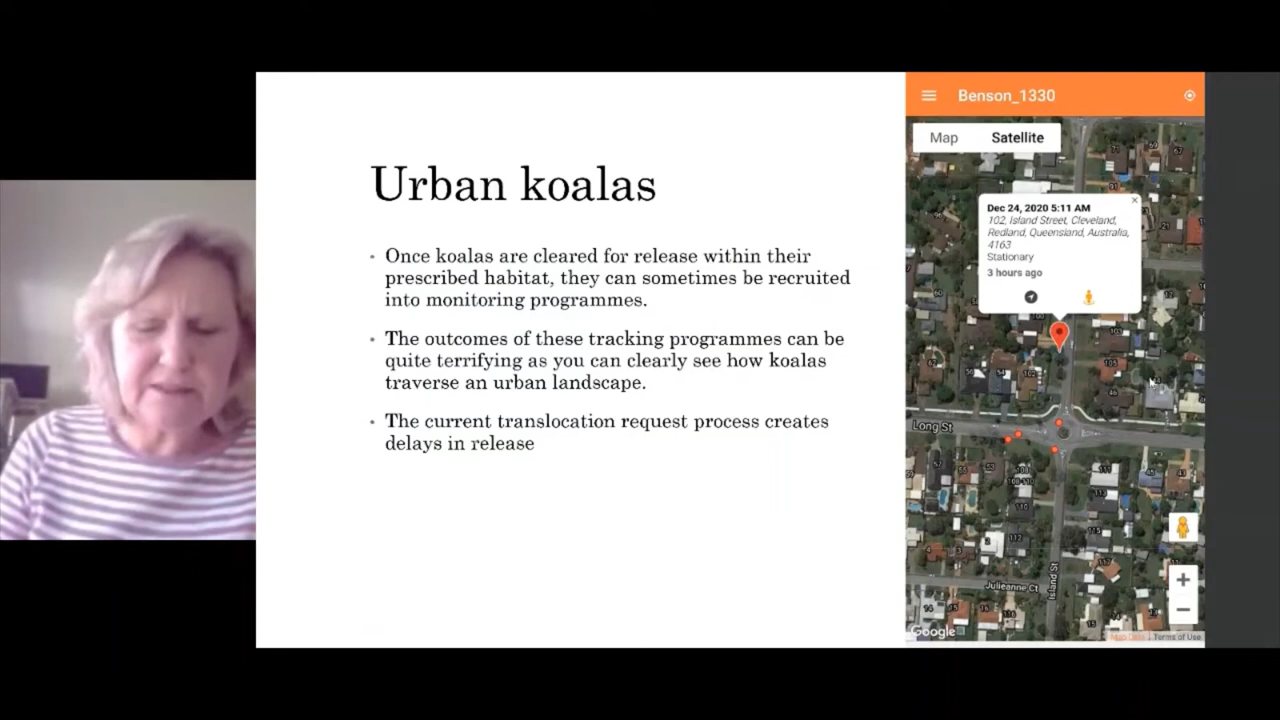 Urban koalas
Once koalas are cleared for release within their
prescribed habitat, they can sometimes be recruited
into monitoring programmes.
The outcomes of these tracking programmes can be
quite terrifying as you can clearly see how koalas
traverse an urban landscape.
The current translocation request process creates
delays in release
Benson_1330
Map Satellite
Dec 24, 2020 5:11 AM
102, Island Street, Cleveland,
Redland, Queensland, Australia,
4163
Stationary
3 hours ago
Long St
Julieanne Ct
Island St
Google
Terms of Use